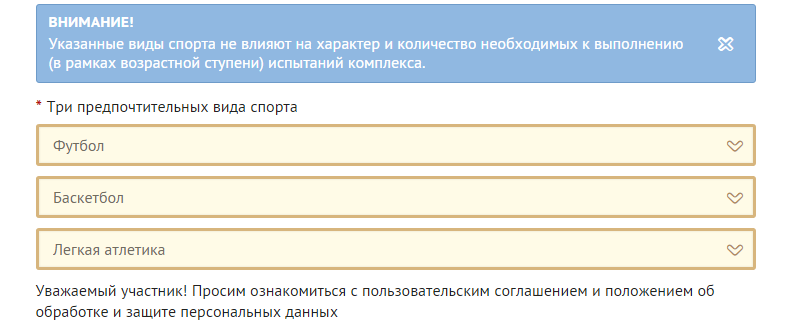 ВНИМАНИЕ!
Указанные виды спорта не влияют на характер и количество необходимых к выполнению
(в рамках возрастной ступени) испытаний комплекса.
* Три предпочтительных вида спорта
Футбол
Баскетбол
Легкая атлетика
Уважаемый участник! Просим ознакомиться с пользовательским соглашением и положением об
обработке и защите персональных данных